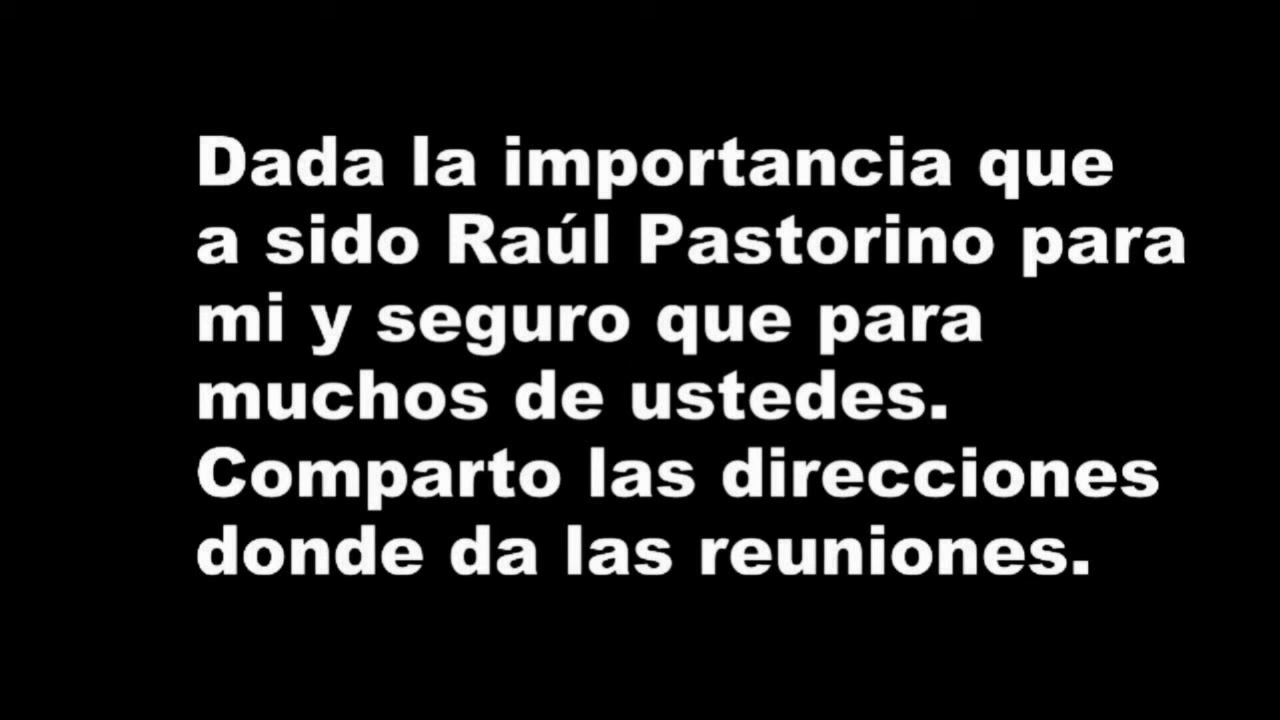 Dada la importancia que
a sido Raúl Pastorino para
mi y seguro que para
muchos de ustedes.
Comparto las direcciones
donde da las reuniones.